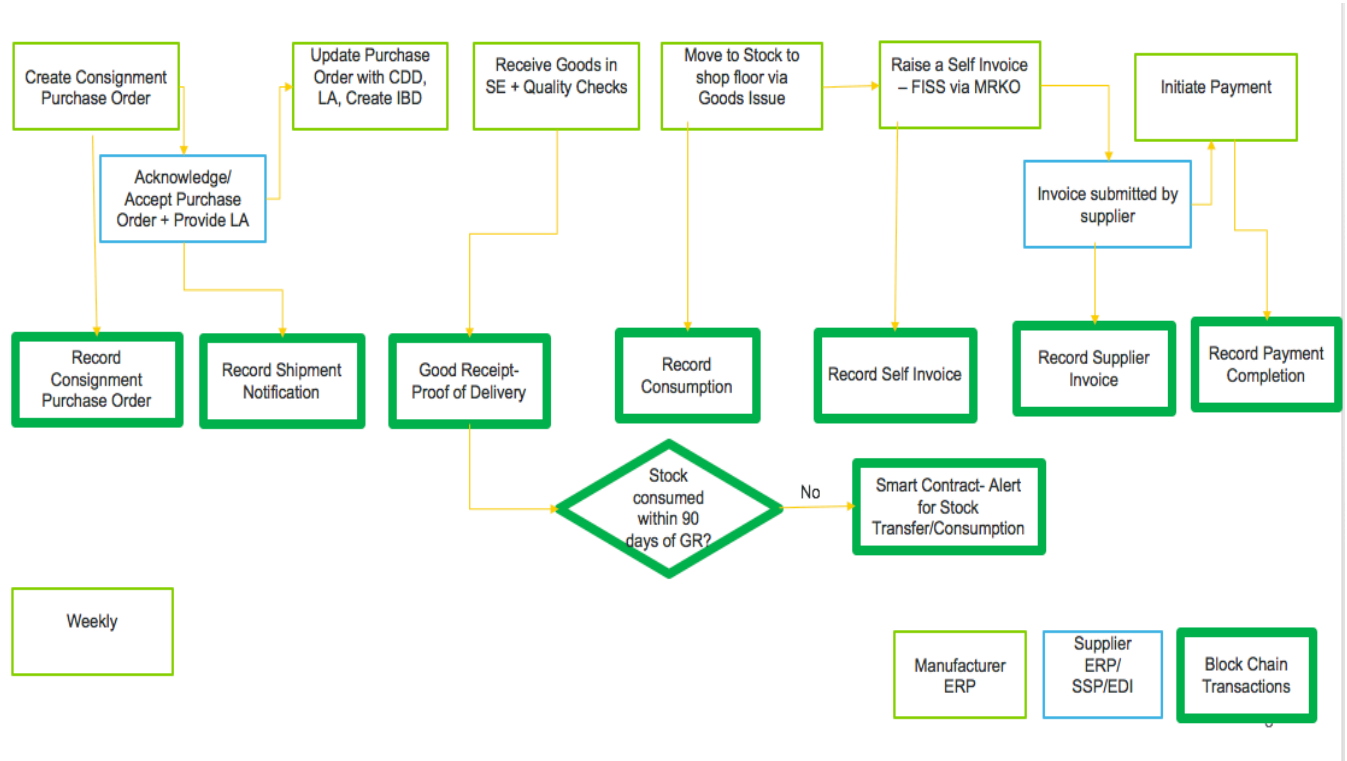 Create Consignment
Purchase Order
Update Purchase
Order with CDD,
LA, Create IBD
Receive Goods in
SE + Quality Checks
Move to Stock to
shop floor via
Goods Issue
Raise a Self Invoice
– FISS via MRKO
Initiate Payment
Acknowledge/
Accept Purchase
Order + Provide LA
Invoice submitted by
supplier
Record
Consignment
Purchase Order
Record Shipment
Notification
Good Receipt-
Proof of Delivery
Record
Consumption
Record Self Invoice
Record Supplier
Invoice
Record Payment
Completion
Stock
consumed
within 90
days of GR?
No
Smart Contract- Alert
for Stock
Transfer/Consumption
Weekly
Manufacturer
ERP
Supplier
ERP/
SSP/EDI
Block Chain
Transactions